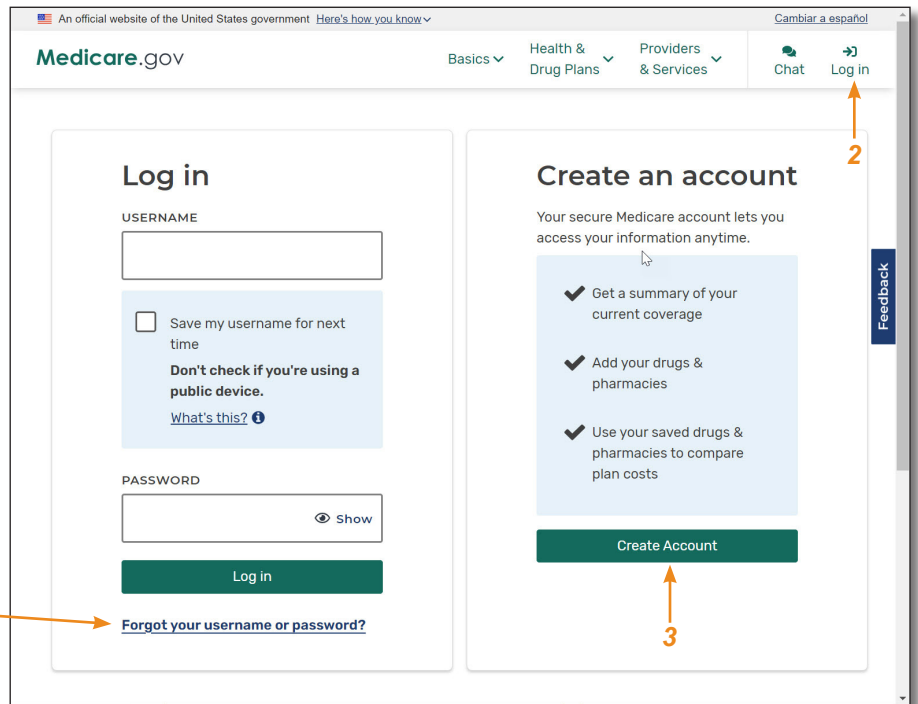 An official website of the United States government Here's how you know
Cambiar a español
Medicare.gov
Basics
Health &
Drug Plans
Providers
& Services
Chat
Log in
2
Log in
USERNAME
Save my username for next
time
Don't check if you're using a
public device.
What's this?
PASSWORD
Show
Log in
Forgot your username or password?
Create an account
Your secure Medicare account lets you
access your information anytime.
Get a summary of your
current coverage
Add your drugs &
pharmacies
Use your saved drugs &
pharmacies to compare
plan costs
Create Account
3
Feedback